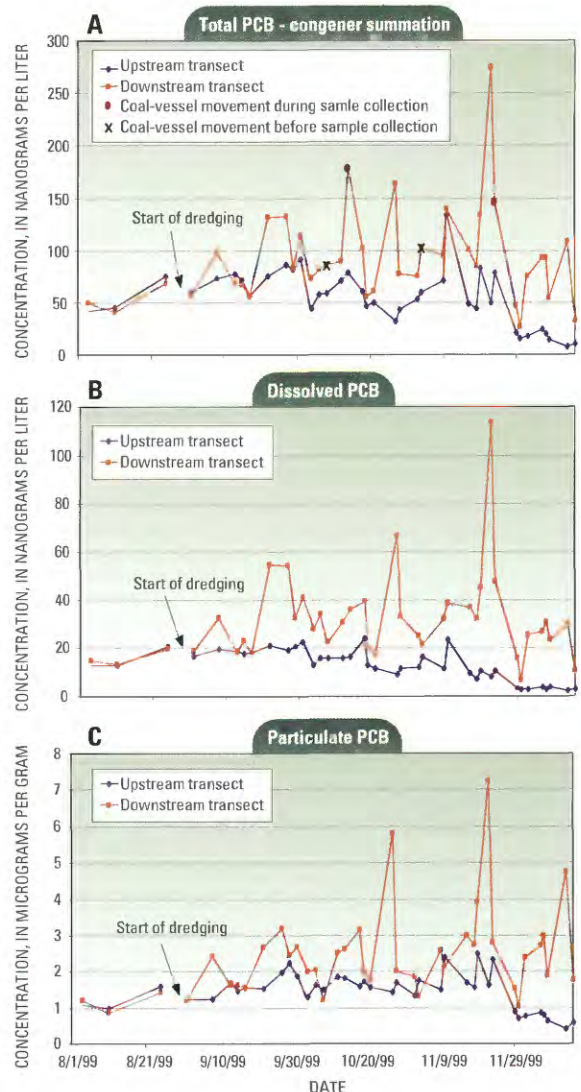 A
Total PCB - congener summation
CONCENTRATION, IN NANOGRAMS PER LITER
300
250
200
150
100
50
0
Upstream transect
Downstream transect
Coal-vessel movement during samle collection
x Coal-vessel movement before sample collection
Start of dredging
B
Dissolved PCB
CONCENTRATION, IN NANOGRAMS PER LITER
120
100
80
60
40
20
0
Upstream transect
Downstream transect
Start of dredging
C
Particulate PCB
CONCENTRATION, IN MICROGRAMS PER GRAM
8
7
6
5
4
3
2
1
0
Upstream transect
Downstream transect
Start of dredging
8/1/99 8/21/99 9/10/99 9/30/99 10/20/99 11/9/99 11/29/99
DATE